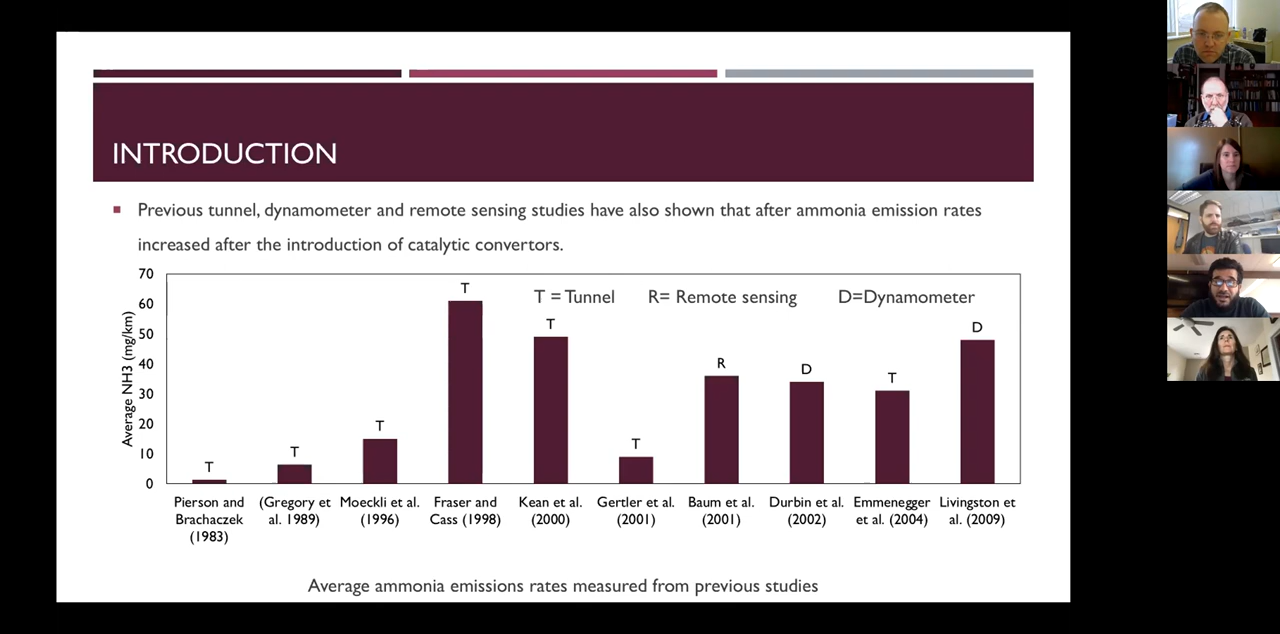 INTRODUCTION
Previous tunnel, dynamometer and remote sensing studies have also shown that after ammonia emission rates
increased after the introduction of catalytic convertors.
T = Tunnel R= Remote sensing D=Dynamometer
Average NH3 (mg/km)
70
60
50
40
30
20
10
0
T
T
T
T
T
T
R
D
T
D
Pierson and
Brachaczek
(1983)
(Gregory et
al. 1989)
Moeckli et al.
(1996)
Fraser and
Cass (1998)
Kean et al.
(2000)
Gertler et al.
(2001)
Baum et al.
(2001)
Durbin et al.
(2002)
Emmenegger
et al. (2004)
Livingston et
al. (2009)
Average ammonia emissions rates measured from previous studies